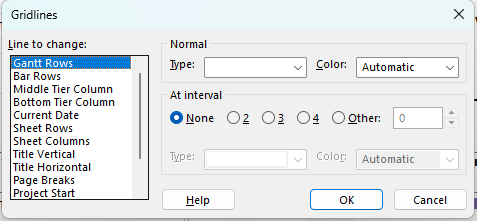 Gridlines
Line to change:
Gantt Rows
Bar Rows
Middle Tier Column
Bottom Tier Column
Current Date
Sheet Rows
Sheet Columns
Title Vertical
Title Horizontal
Page Breaks
Project Start
Normal
Type: Color: Automatic
At interval
None 2 3 4 Other: 0
Type: Color: Automatic
Help OK Cancel